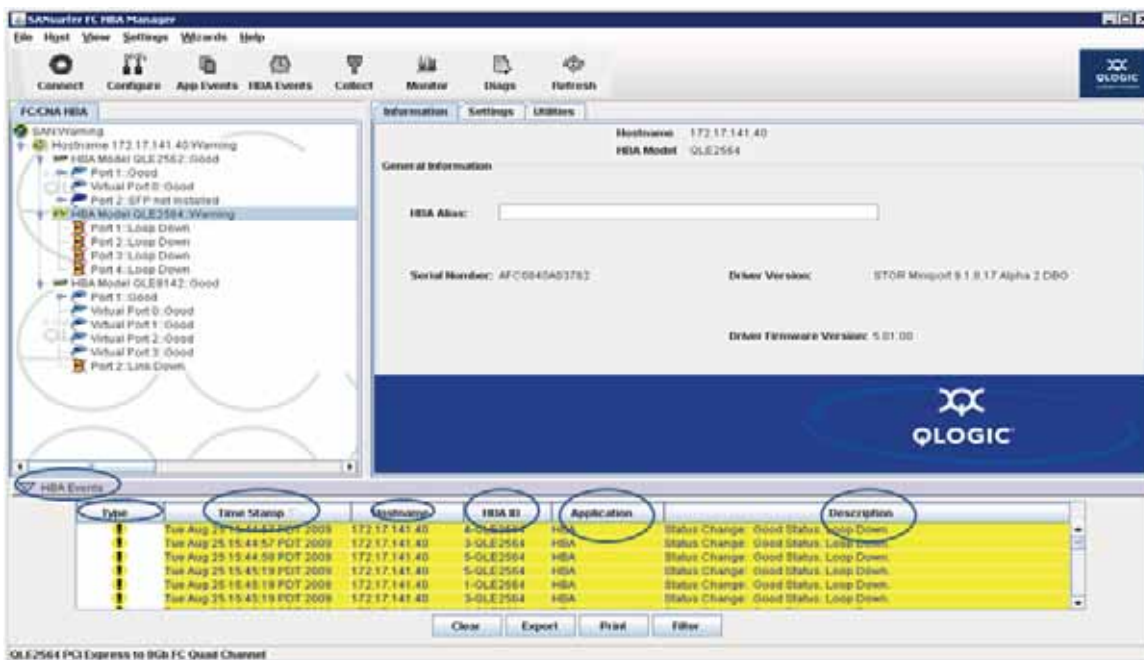 SANsurfer FC HBA Manager
File Host View Settings Wizards Help
Connect Configure App Events HBA Events Collect Monitor Diags Refresh
QLOGIC
FC/CNA HBA
Information Settings Utilities
SAN:Warning
Hostname 172.17.141.40:Warning
HBA Model QLE2562:Good
Port 1:Good
Virtual Port 0:Good
Port 2:SFP not installed
HBA Model QLE2564:Warning
Port 1:Loop Down
Port 2:Loop Down
Port 3:Loop Down
Port 4:Loop Down
HBA Model QLE8142:Good
Port 1:Good
Virtual Port 0:Good
Virtual Port 1:Good
Virtual Port 2:Good
Virtual Port 3:Good
Port 2:Link Down
Hostname 172.17.141.40
HBA Model QLE2564
General Information
HBA Alias:
Serial Number:
Driver Version: STOR Miniport 9.1.8.17 Alpha 2 DBG
Driver Firmware Version: 5.01.00
QLOGIC
HBA Events
Type Time Stamp Hostname HBA ID Application Description
Tue Aug 25 15:44:57 PDT 2009 172.17.141.40 4-QLE2564 HBA Status Change: Good Status. Loop Down.
Tue Aug 25 15:44:57 PDT 2009 172.17.141.40 3-QLE2564 HBA Status Change: Good Status. Loop Down.
Tue Aug 25 15:44:58 PDT 2009 172.17.141.40 5-QLE2564 HBA Status Change: Good Status. Loop Down.
Tue Aug 25 15:45:19 PDT 2009 172.17.141.40 5-QLE2564 HBA Status Change: Good Status. Loop Down.
Tue Aug 25 15:45:19 PDT 2009 172.17.141.40 1-QLE2564 HBA Status Change: Good Status. Loop Down.
Tue Aug 25 15:45:19 PDT 2009 172.17.141.40 3-QLE2564 HBA Status Change: Good Status. Loop Down.
Clear Export Print Filter...
QLE2564 PCI Express to 8Gb FC Quad Channel